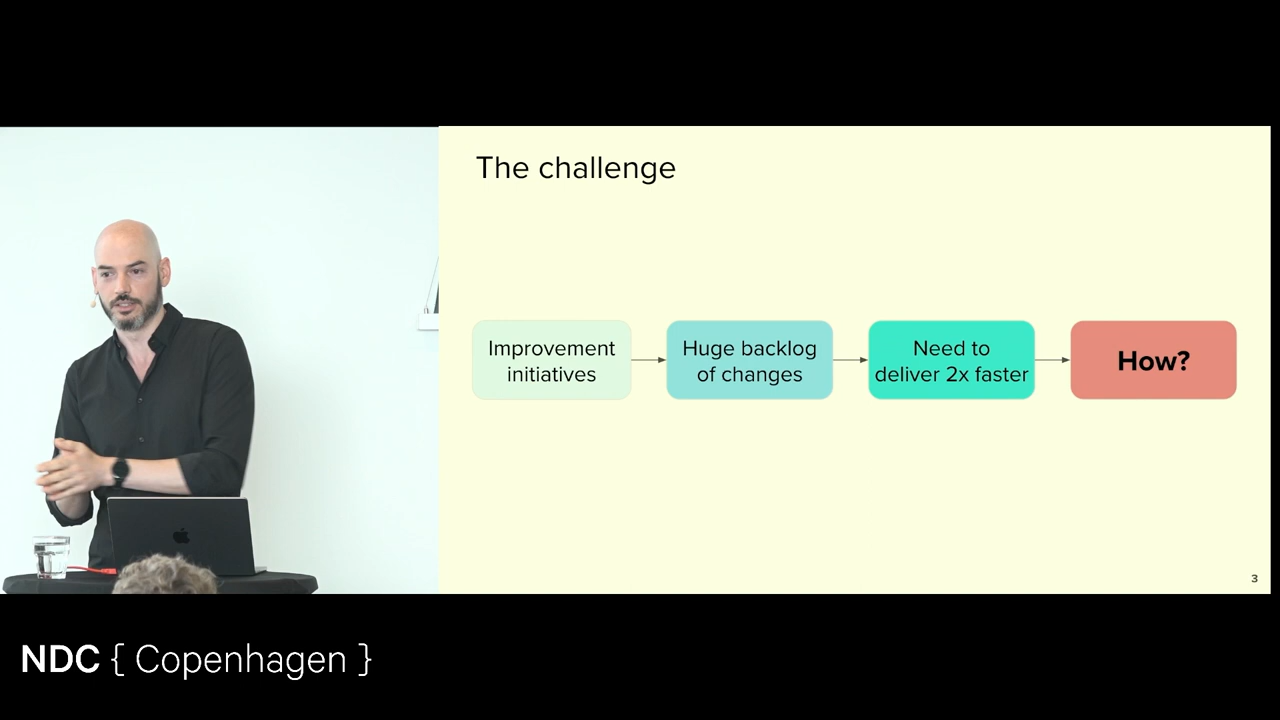 The challenge
Improvement
initiatives
Huge backlog
of changes
Need to
deliver 2x faster
How?
3
NDC { Copenhagen }